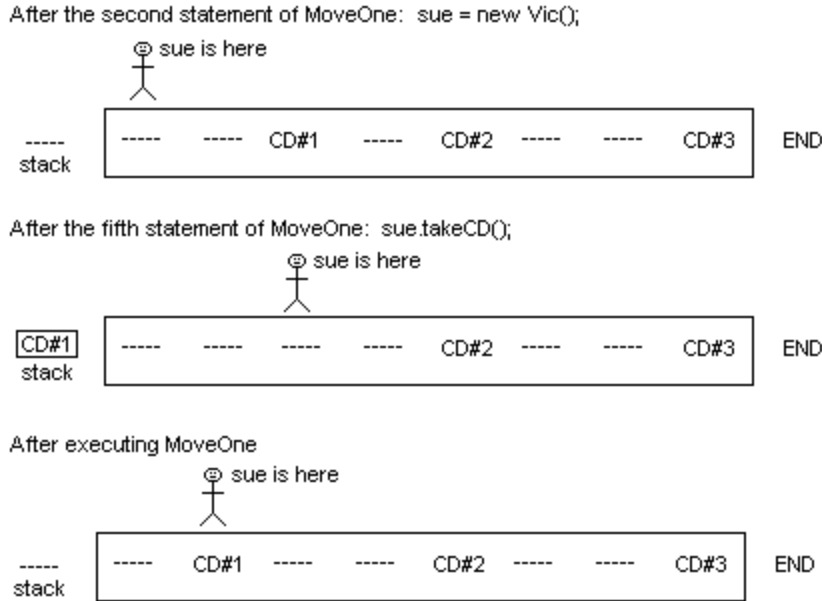 After the second statement of MoveOne:  sue = new Vic();
sue is here
----- ----- ----- CD#1 ----- CD#2 ----- ----- CD#3 END
stack
After the fifth statement of MoveOne:  sue.takeCD();
sue is here
CD#1 ----- ----- ----- ----- CD#2 ----- ----- CD#3 END
stack
After executing MoveOne
sue is here
----- ----- CD#1 ----- ----- CD#2 ----- ----- CD#3 END
stack